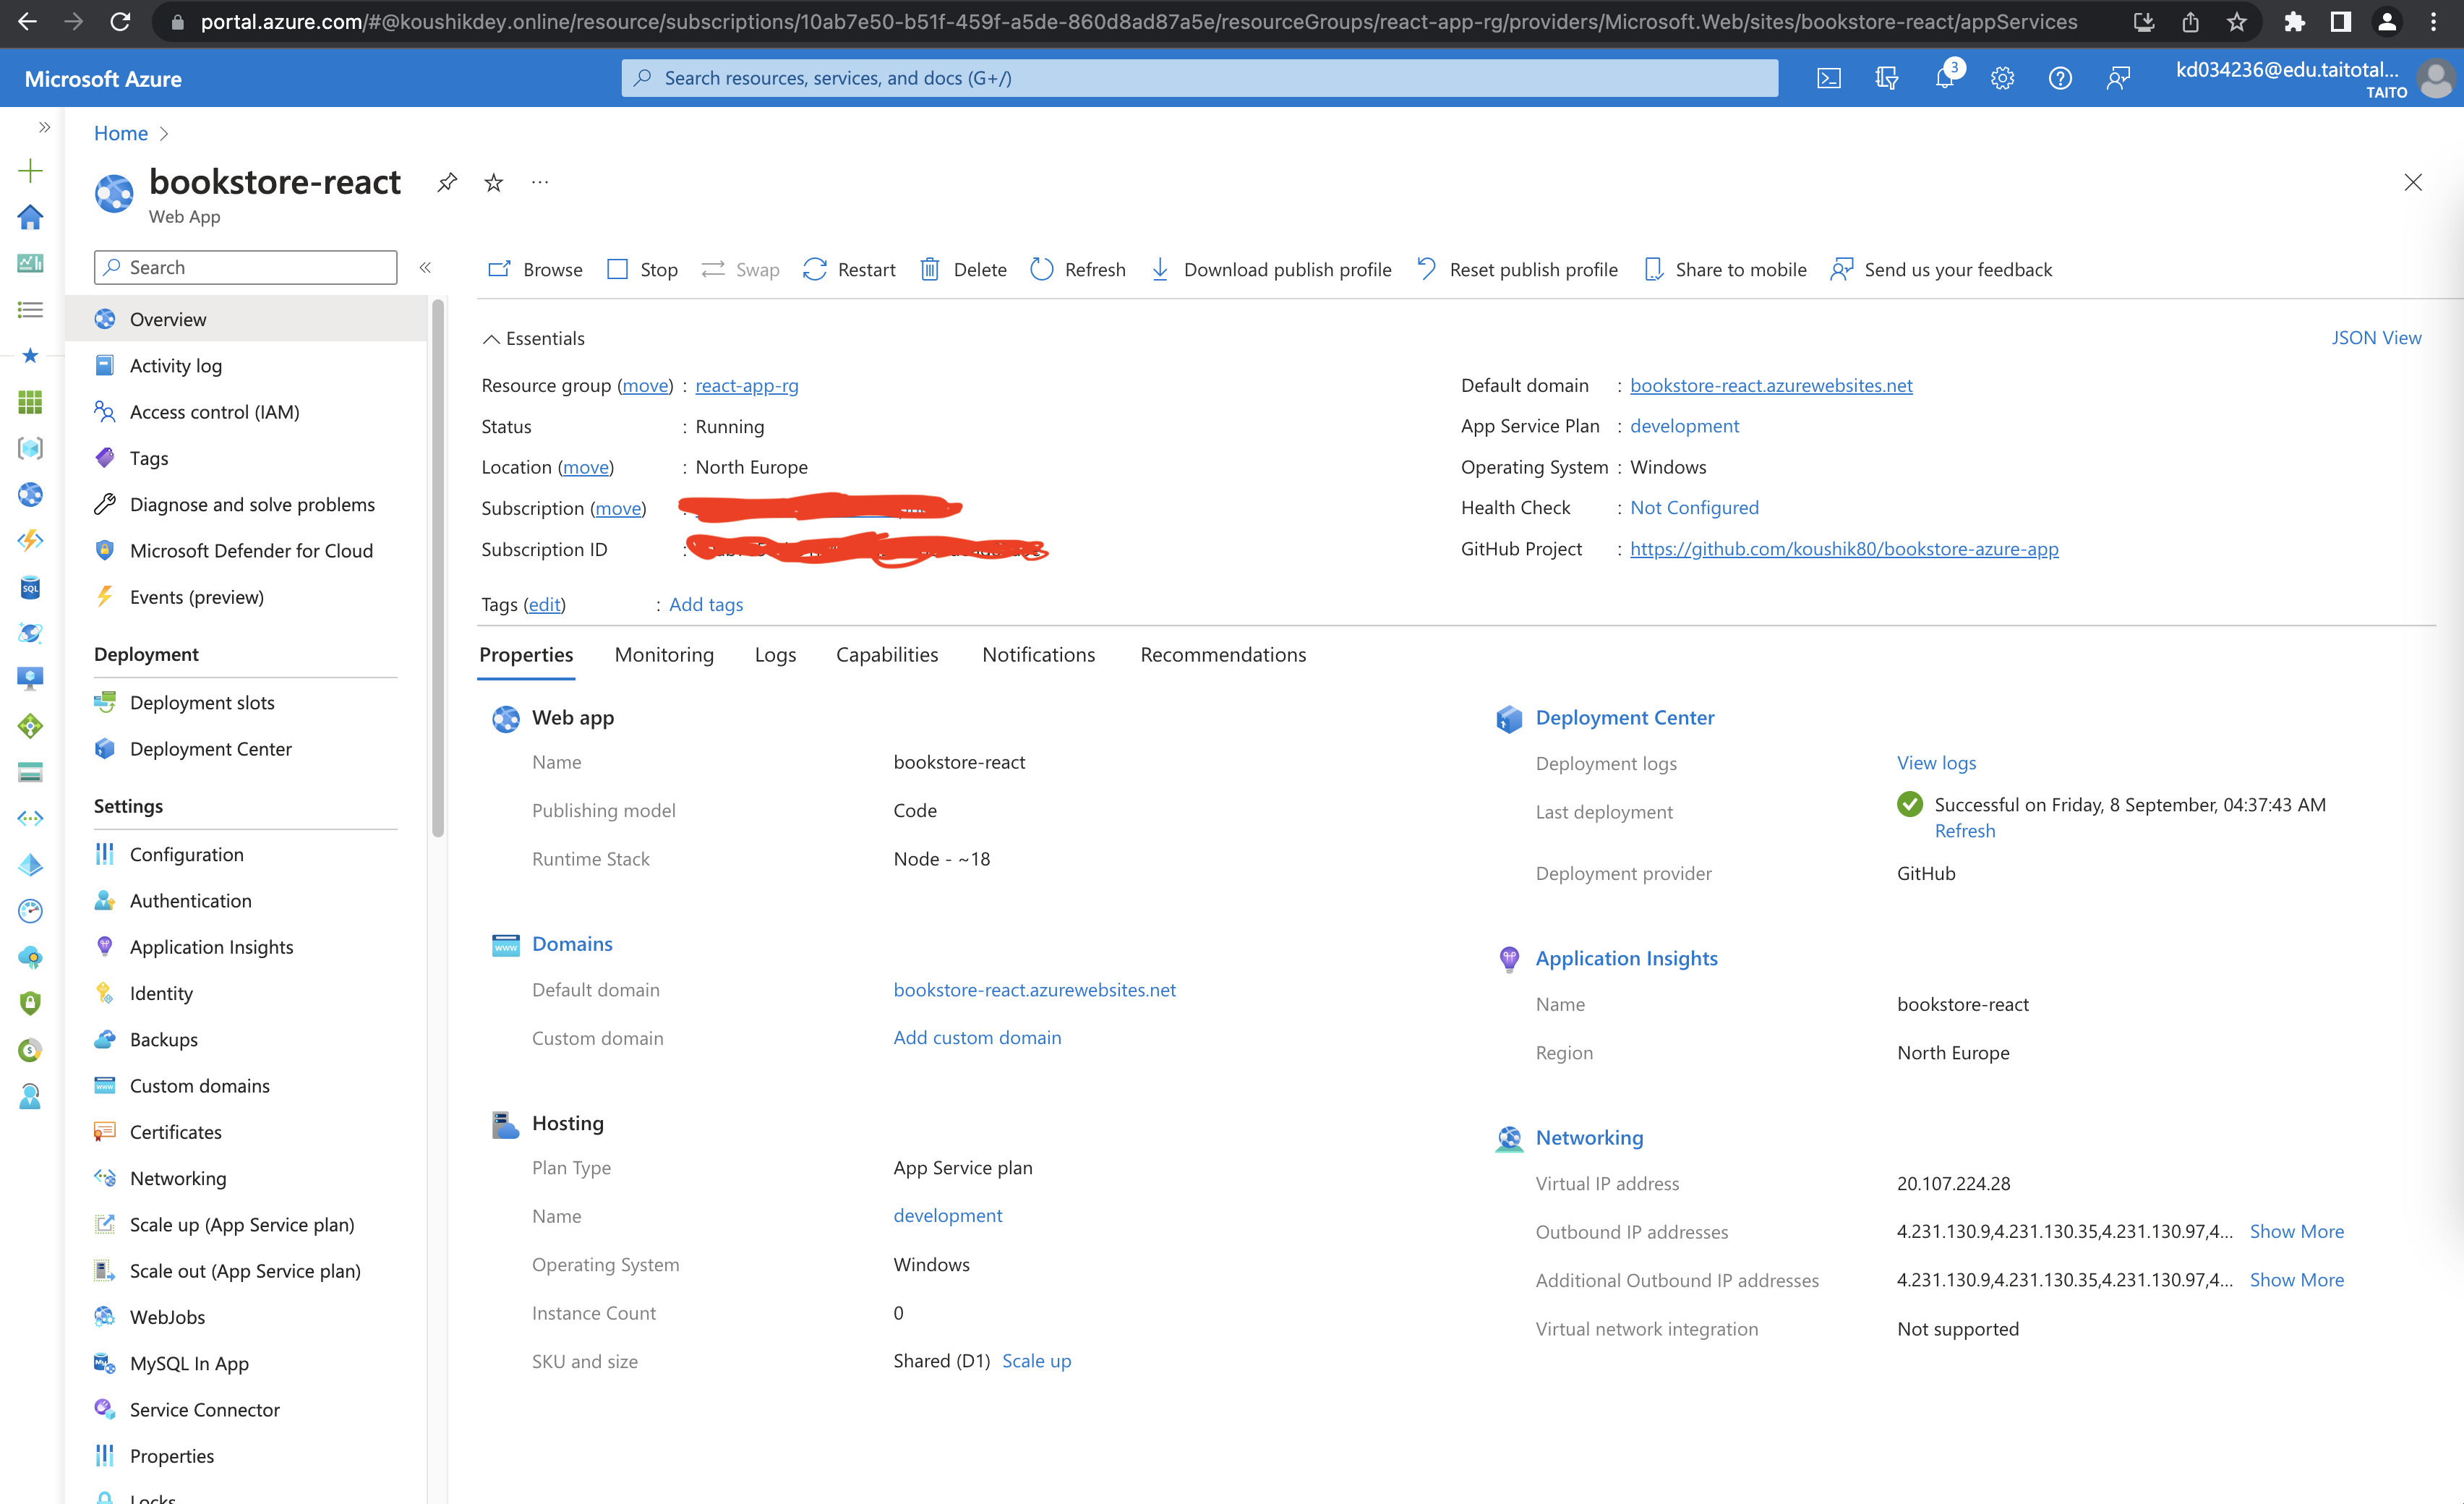 portal.azure.com/#@koushikdey.online/resource/subscriptions/10ab7e50-b51f-459f-a5de-860d8ad87a5e/resourceGroups/react-app-rg/providers/Microsoft.Web/sites/bookstore-react/appServices
Microsoft Azure
Search resources, services, and docs (G+/)
3
kd034236@edu.taitotal...
TAITO
Home
bookstore-react
Web App
Search
Browse Stop Swap Restart Delete Refresh Download publish profile Reset publish profile Share to mobile Send us your feedback
Overview
Activity log
Access control (IAM)
Tags
Diagnose and solve problems
Microsoft Defender for Cloud
Events (preview)
Deployment
Deployment slots
Deployment Center
Settings
Configuration
Authentication
Application Insights
Identity
Backups
Custom domains
Certificates
Networking
Scale up (App Service plan)
Scale out (App Service plan)
WebJobs
MySQL In App
Service Connector
Properties
Locks
Essentials
JSON View
Resource group (move) : react-app-rg
Status : Running
Location (move) : North Europe
Subscription (move) :
Subscription ID :
Tags (edit) : Add tags
Default domain : bookstore-react.azurewebsites.net
App Service Plan : development
Operating System : Windows
Health Check : Not Configured
GitHub Project : https://github.com/koushik80/bookstore-azure-app
Properties Monitoring Logs Capabilities Notifications Recommendations
Web app
Name bookstore-react
Publishing model Code
Runtime Stack Node - ~18
Domains
Default domain bookstore-react.azurewebsites.net
Custom domain Add custom domain
Hosting
Plan Type App Service plan
Name development
Operating System Windows
Instance Count 0
SKU and size Shared (D1) Scale up
Deployment Center
Deployment logs View logs
Last deployment Successful on Friday, 8 September, 04:37:43 AM
Refresh
Deployment provider GitHub
Application Insights
Name bookstore-react
Region North Europe
Networking
Virtual IP address 20.107.224.28
Outbound IP addresses 4.231.130.9,4.231.130.35,4.231.130.97,4... Show More
Additional Outbound IP addresses 4.231.130.9,4.231.130.35,4.231.130.97,4... Show More
Virtual network integration Not supported